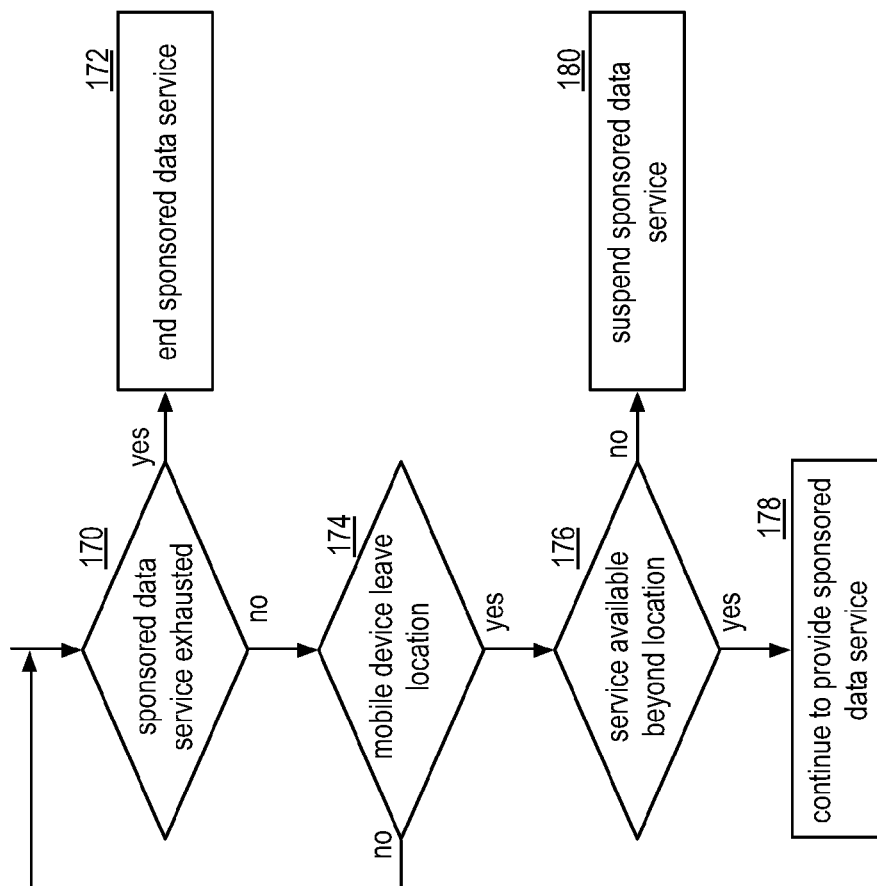 170
sponsored data
service exhausted
yes
172
end sponsored data service
no
174
mobile device leave
location
no
yes
176
service available
beyond location
no
180
suspend sponsored data
service
yes
178
continue to provide sponsored
data service